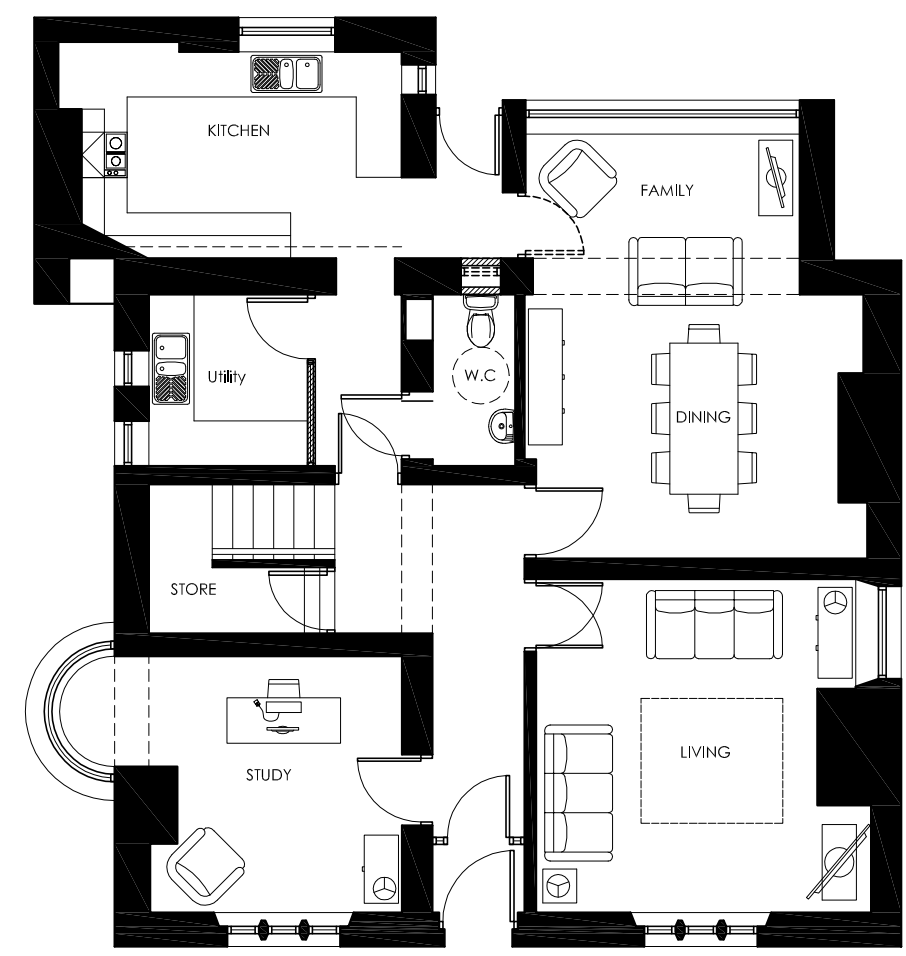 KITCHEN
FAMILY
Utility
W.C
DINING
STORE
LIVING
STUDY